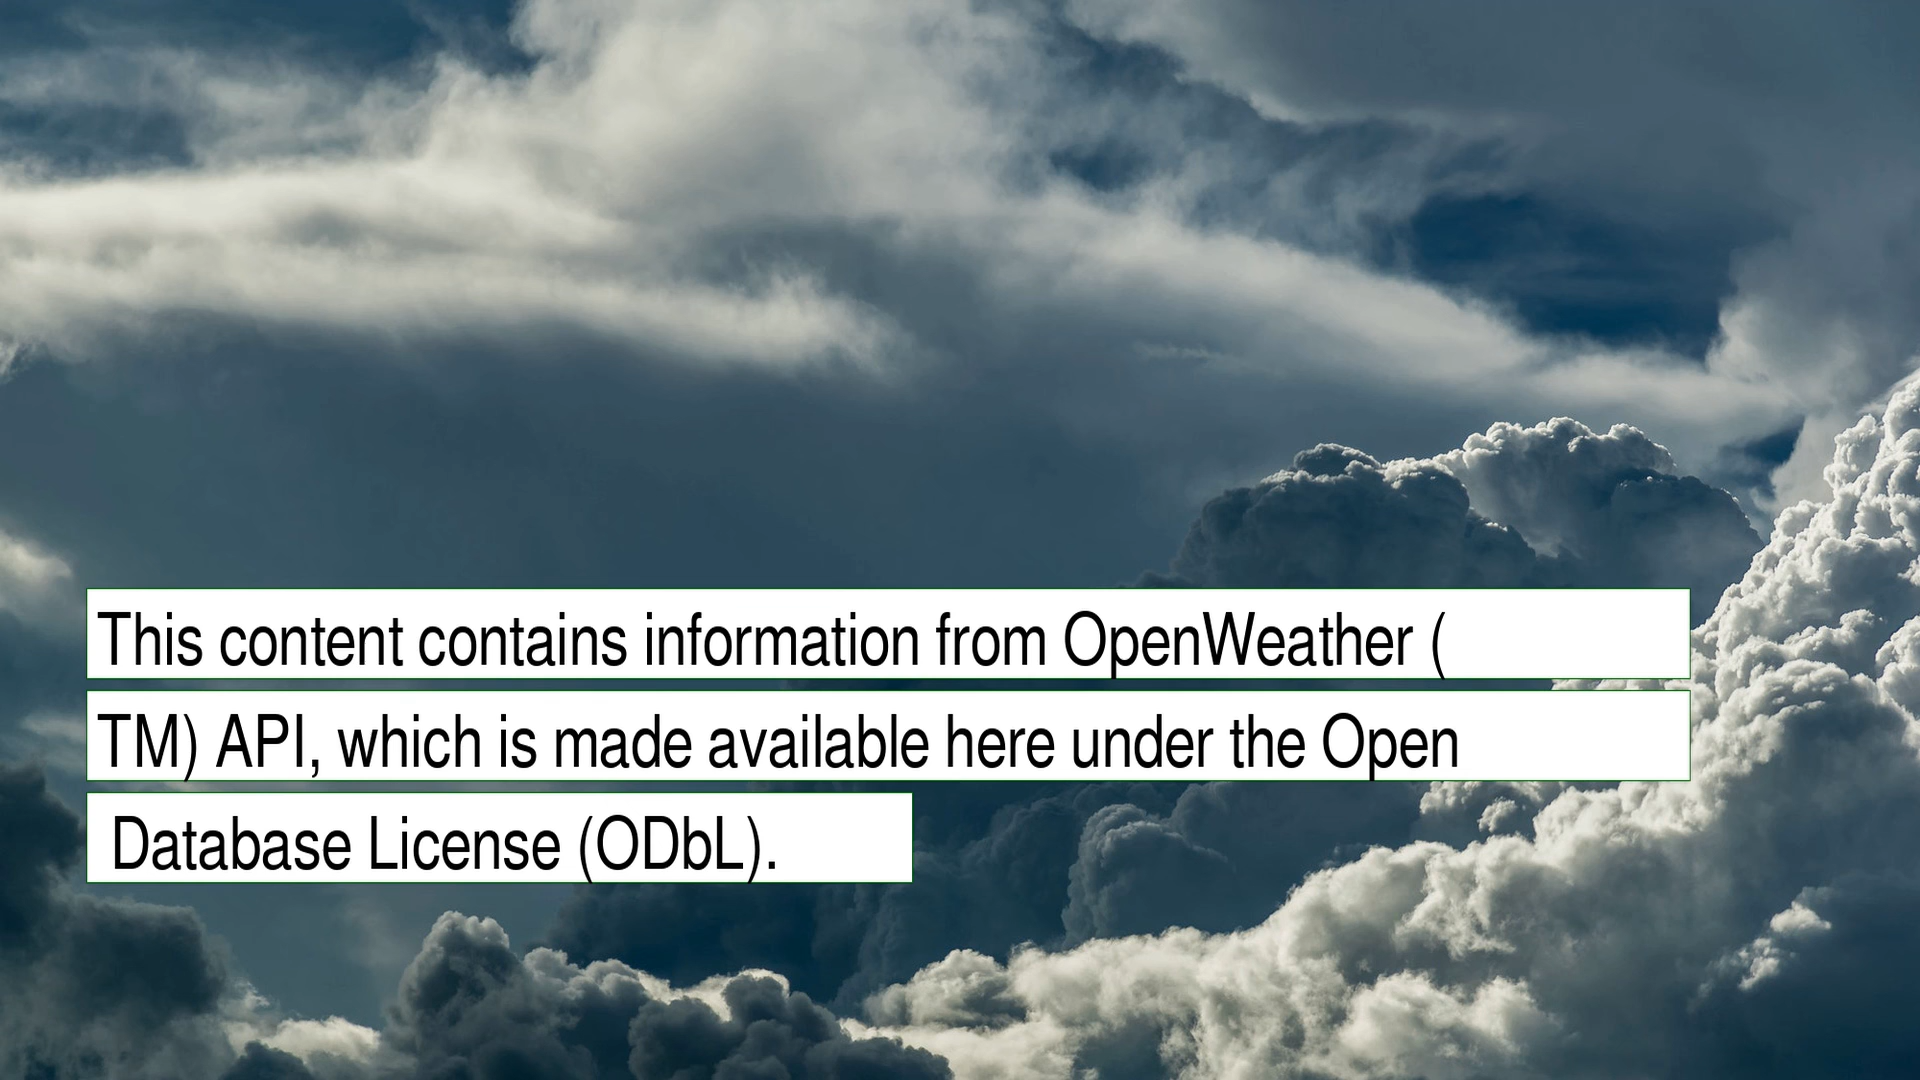 This content contains information from OpenWeather (
TM) API, which is made available here under the Open
Database License (ODbL).